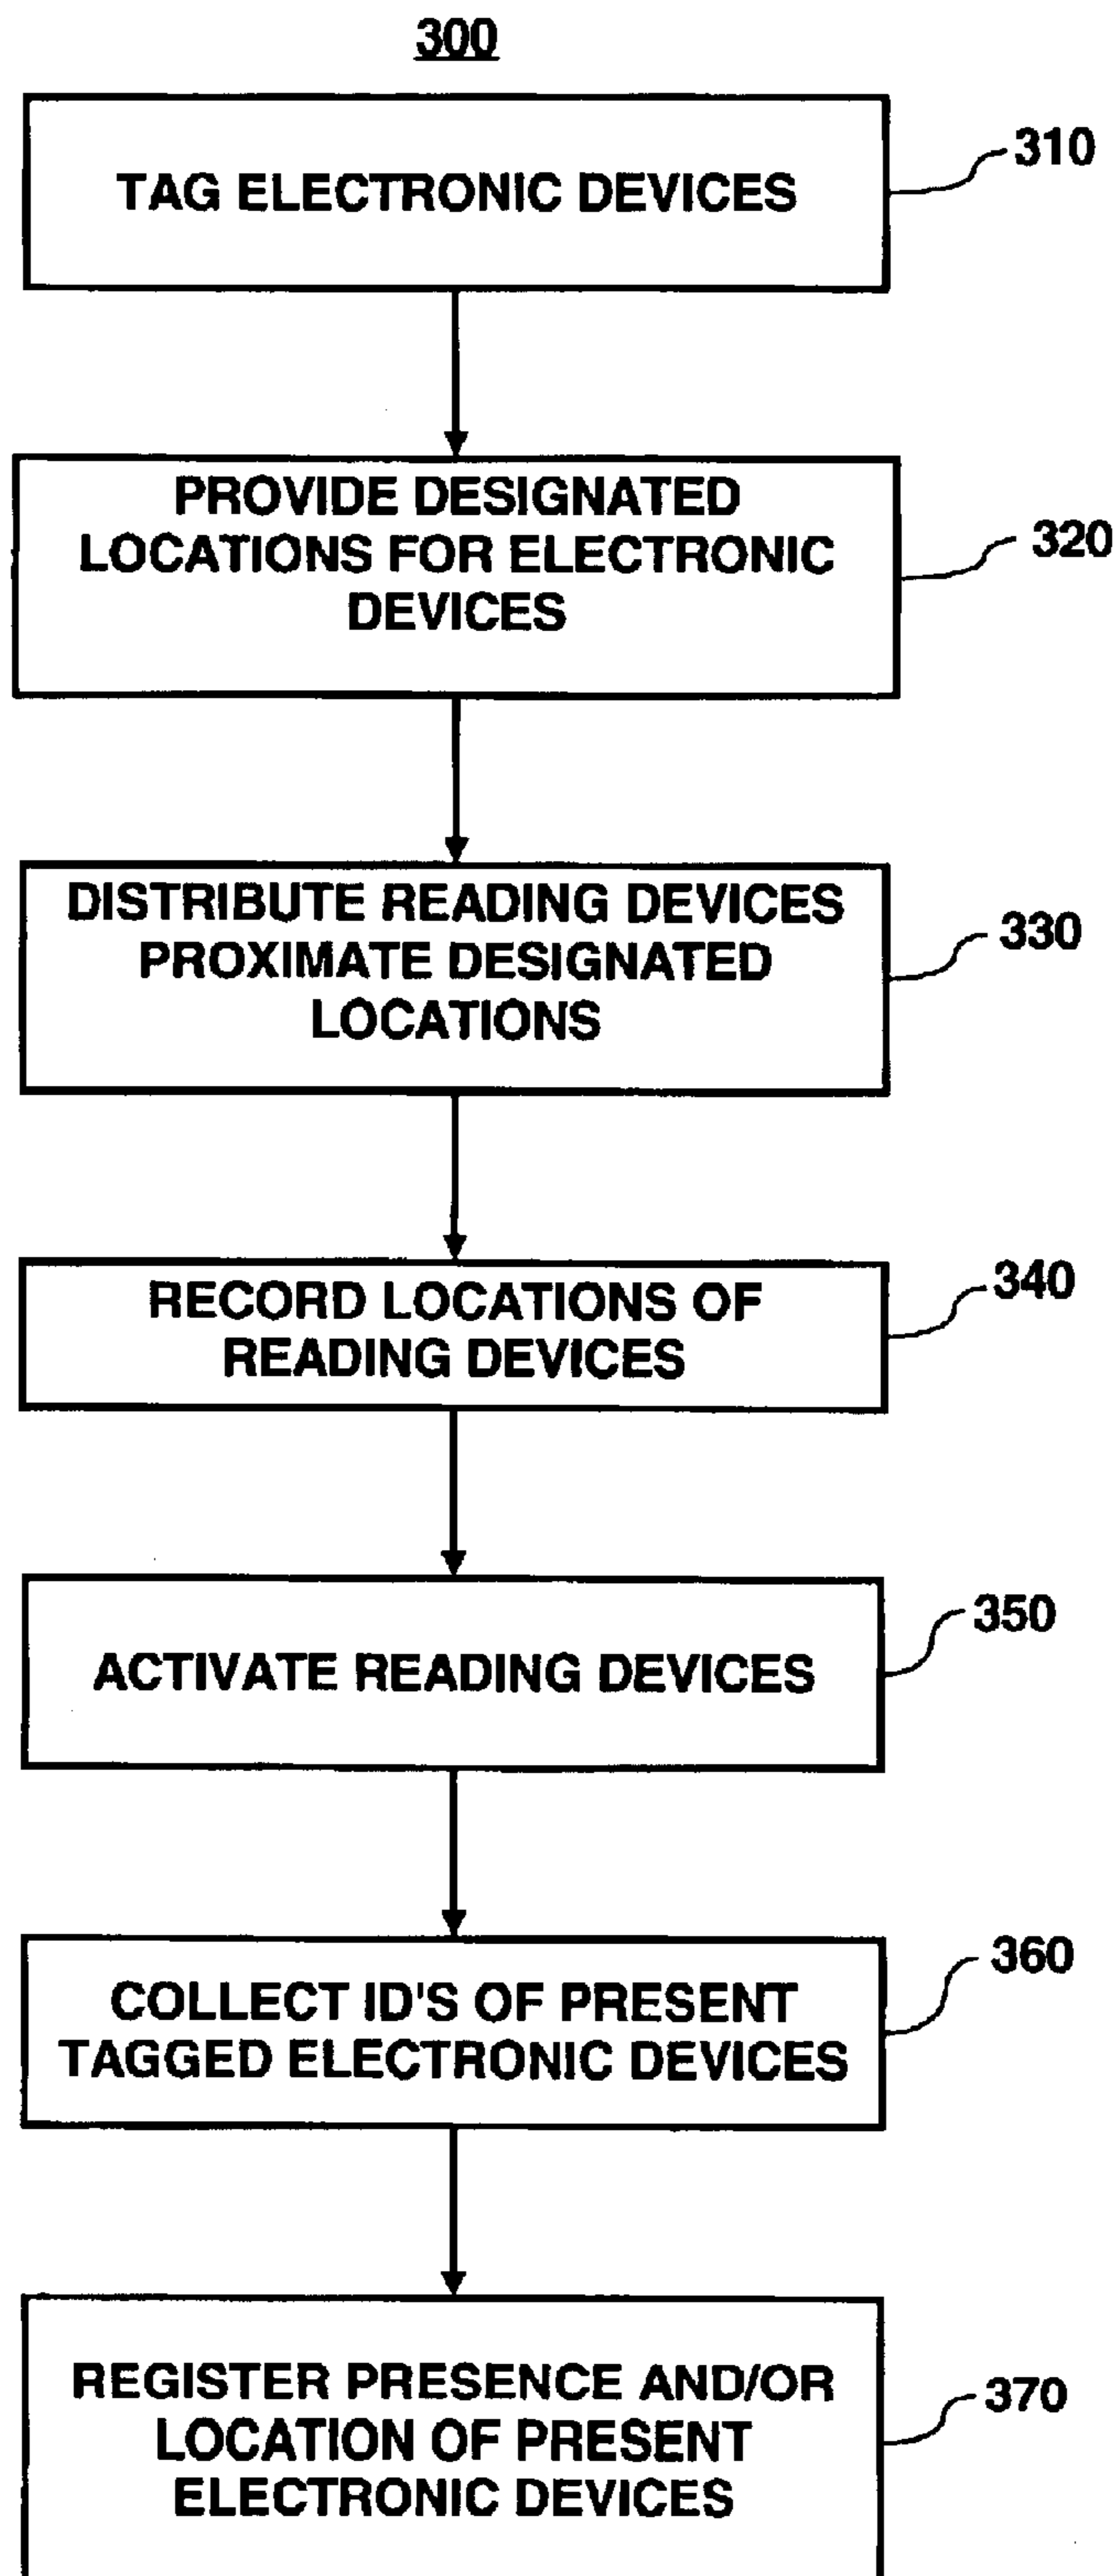 300
TAG ELECTRONIC DEVICES
310
PROVIDE DESIGNATED
LOCATIONS FOR ELECTRONIC
DEVICES
320
DISTRIBUTE READING DEVICES
PROXIMATE DESIGNATED
LOCATIONS
330
RECORD LOCATIONS OF
READING DEVICES
340
ACTIVATE READING DEVICES
350
COLLECT ID'S OF PRESENT
TAGGED ELECTRONIC DEVICES
360
REGISTER PRESENCE AND/OR
LOCATION OF PRESENT
ELECTRONIC DEVICES
370